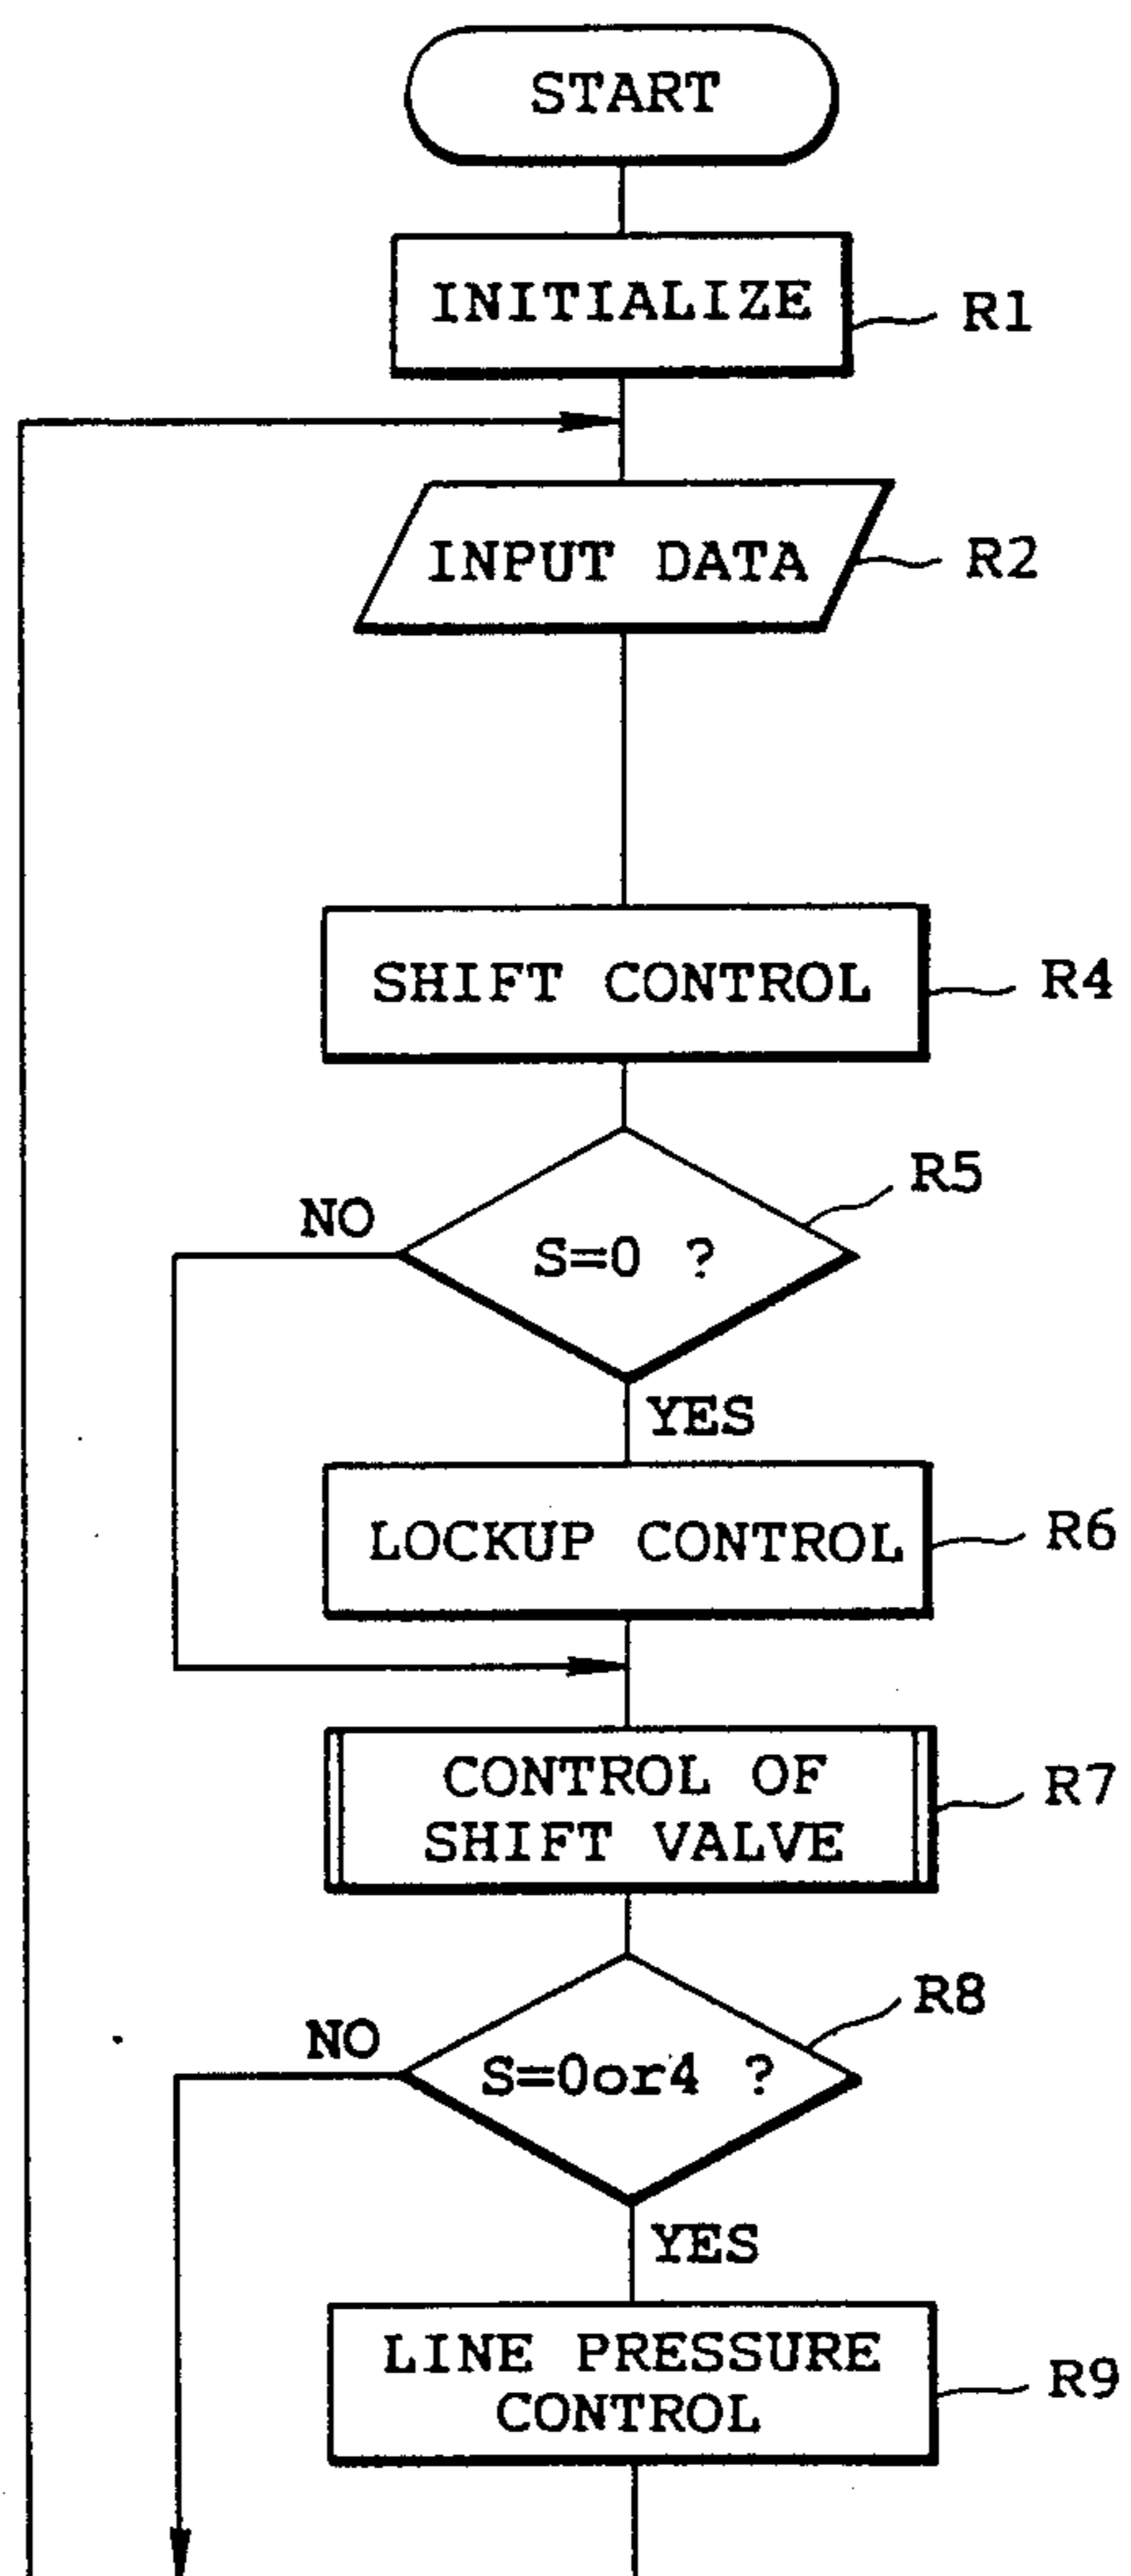 START
INITIALIZE
R1
INPUT DATA
R2
SHIFT CONTROL
R4
R5
NO
S=0 ?
YES
LOCKUP CONTROL
R6
CONTROL OF
SHIFT VALVE
R7
R8
NO
S=0or4 ?
YES
LINE PRESSURE
CONTROL
R9